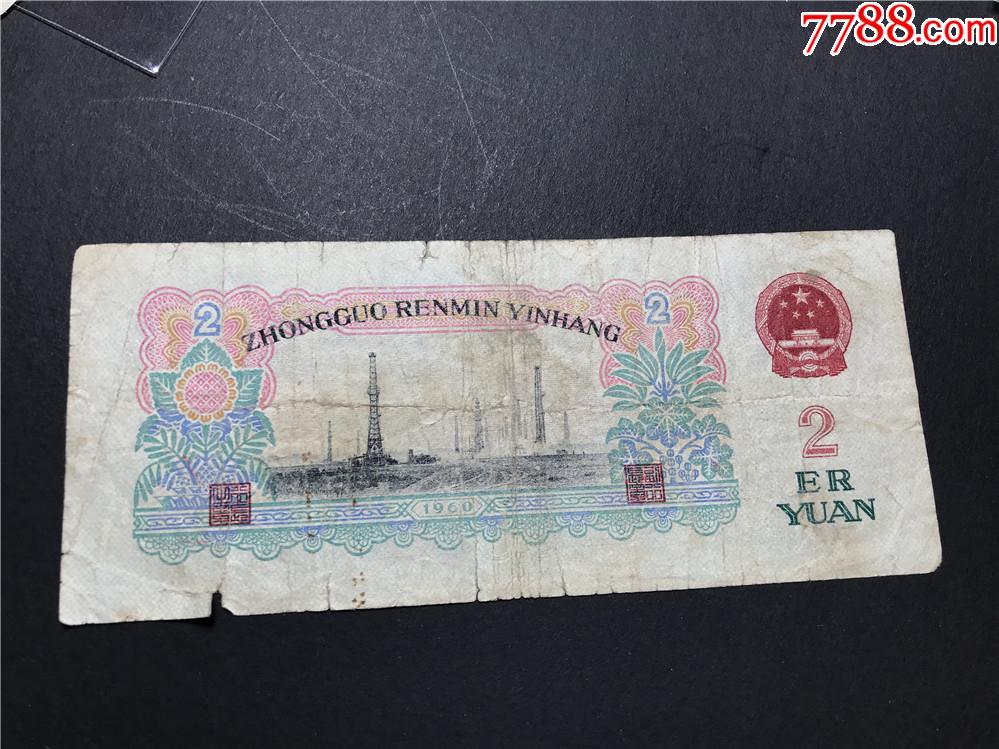 7788.com
ZHONGGUO RENMIN YINHANG
2
2
2
ER
YUAN
1960